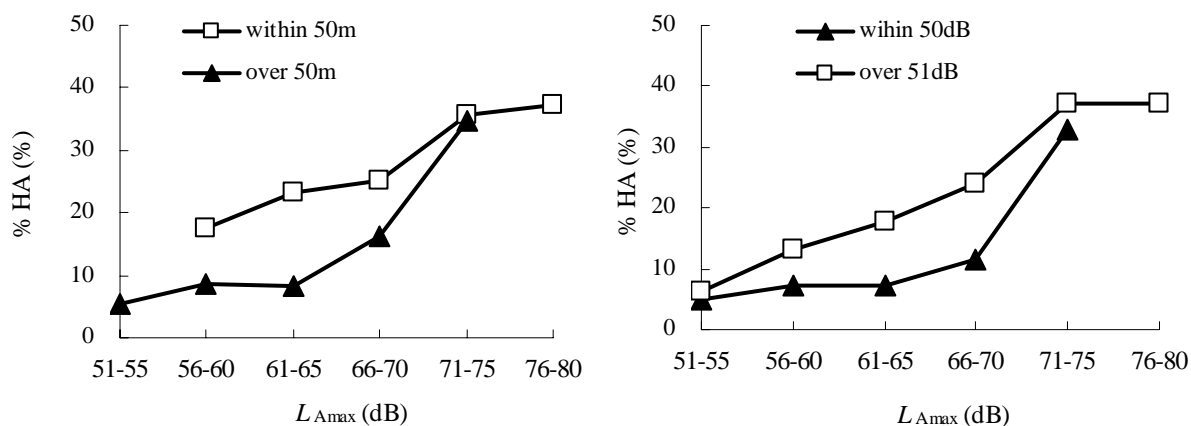 50
within 50m
over 50m
40
30
20
10
0
% HA (%)
51-55 56-60 61-65 66-70 71-75 76-80
LAmax (dB)
50
wihin 50dB
over 51dB
40
30
20
10
0
% HA (%)
51-55 56-60 61-65 66-70 71-75 76-80
LAmax (dB)